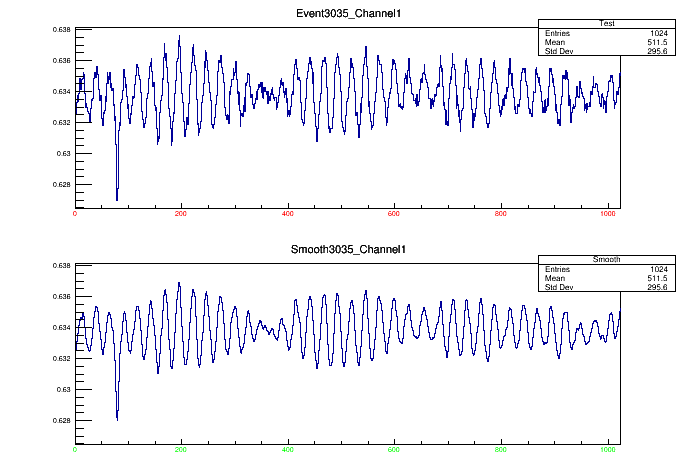 Event3035_Channel1
Test
Entries 1024
Mean 511.5
Std Dev 295.6
0.638
0.636
0.634
0.632
0.63
0.628
0 200 400 600 800 1000
Smooth3035_Channel1
Smooth
Entries 1024
Mean 511.5
Std Dev 295.6
0.638
0.636
0.634
0.632
0.63
0.628
0 200 400 600 800 1000